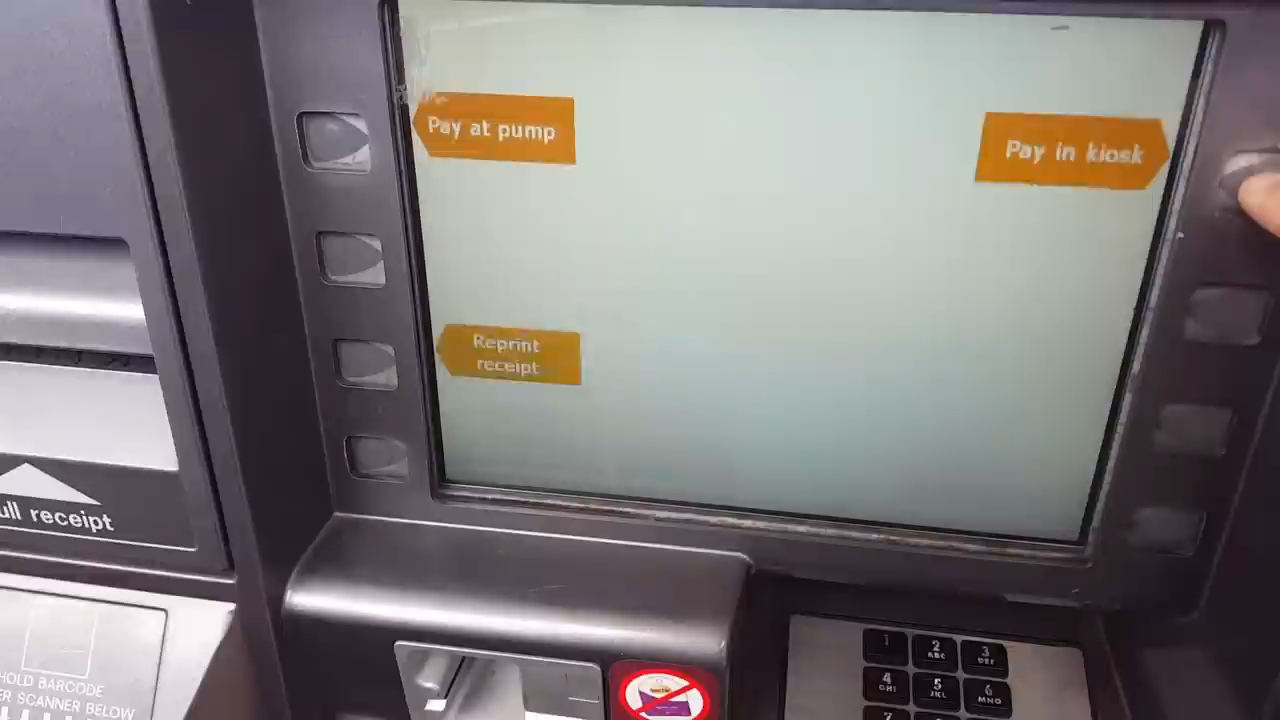 Pay at pump
Pay in kiosk
Reprint
receipt
ull receipt
HOLD BARCODE
ER SCANNER BELOW
1
2
ABC
3
DEF
4
GHI
5
JKL
6
MNO